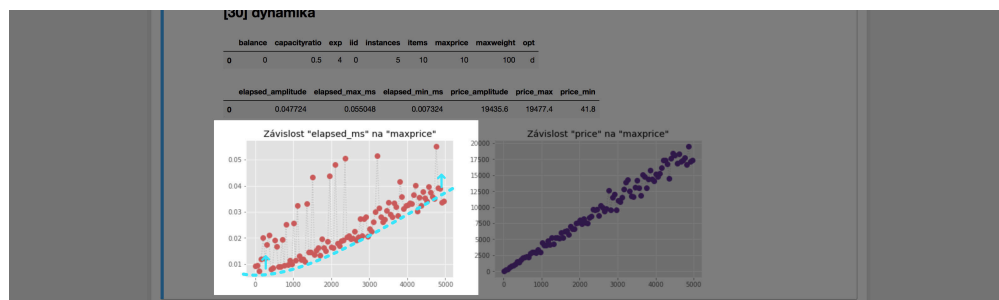 [30] dynamika
balance capacityratio exp iid instances items maxprice maxweight opt
0 0 0.5 4 0 5 10 10 100 d
elapsed_amplitude elapsed_max_ms elapsed_min_ms price_amplitude price_max price_min
0 0.047724 0.055048 0.007324 19435.6 19477.4 41.8
Závislost "elapsed_ms" na "maxprice"
0.05
0.04
0.03
0.02
0.01
0 1000 2000 3000 4000 5000
Závislost "price" na "maxprice"
20000
17500
15000
12500
10000
7500
5000
2500
0
0 1000 2000 3000 4000 5000